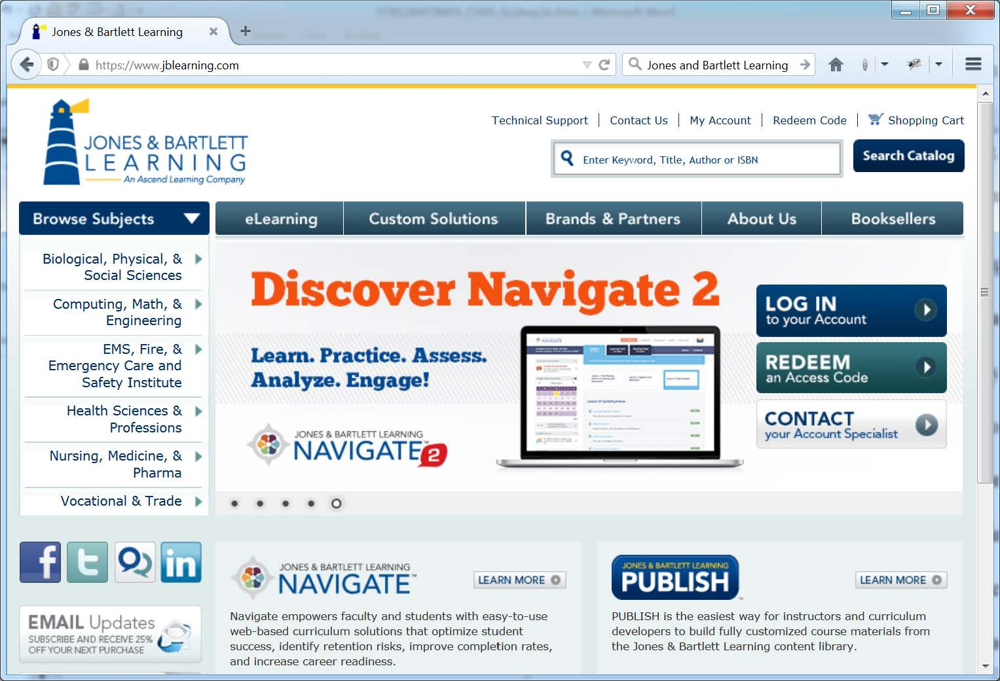 Jones & Bartlett Learning
https://www.jblearning.com
Jones and Bartlett Learning
JONES & BARTLETT
LEARNING
An Ascend Learning Company
Technical Support
Contact Us
My Account
Redeem Code
Shopping Cart
Enter Keyword, Title, Author or ISBN
Search Catalog
Browse Subjects
eLearning
Custom Solutions
Brands & Partners
About Us
Booksellers
Biological, Physical, &
Social Sciences
Computing, Math, &
Engineering
EMS, Fire, &
Emergency Care and
Safety Institute
Health Sciences &
Professions
Nursing, Medicine, &
Pharma
Vocational & Trade
Discover Navigate 2
Learn. Practice. Assess.
Analyze. Engage!
JONES & BARTLETT LEARNING
NAVIGATE™ 2
LOG IN
to your Account
REDEEM
an Access Code
CONTACT
your Account Specialist
EMAIL Updates
SUBSCRIBE AND RECEIVE 25%
OFF YOUR NEXT PURCHASE
JONES & BARTLETT LEARNING
NAVIGATE™
LEARN MORE
Navigate empowers faculty and students with easy-to-use
web-based curriculum solutions that optimize student
success, identify retention risks, improve completion rates,
and increase career readiness.
JONES & BARTLETT LEARNING
PUBLISH™
LEARN MORE
PUBLISH is the easiest way for instructors and curriculum
developers to build fully customized course materials from
the Jones & Bartlett Learning content library.